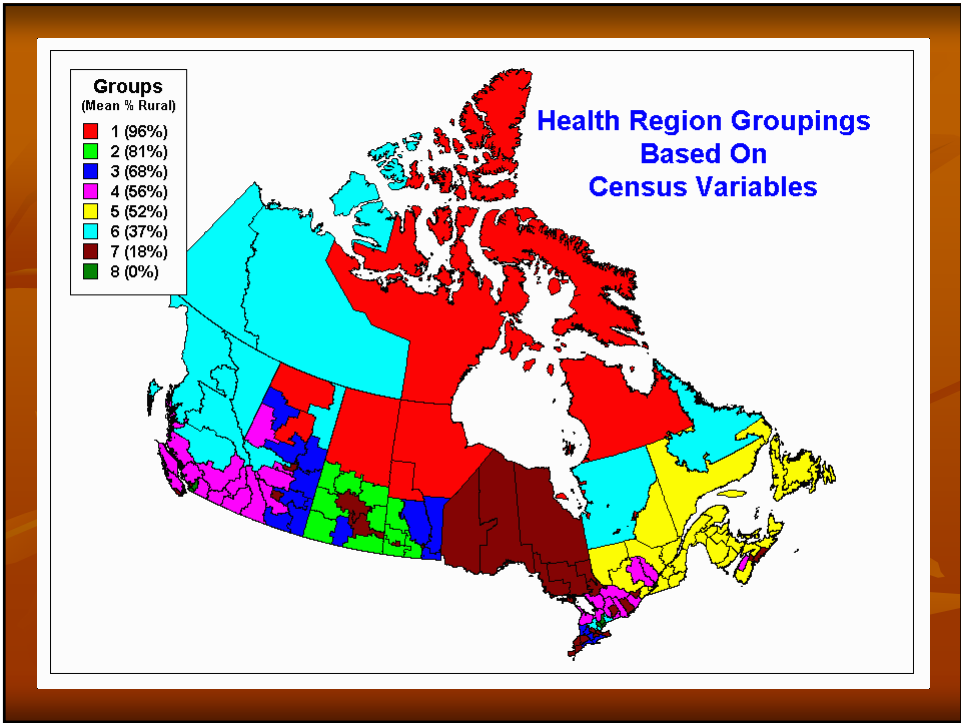 Groups
(Mean % Rural)
1 (96%)
2 (81%)
3 (68%)
4 (56%)
5 (52%)
6 (37%)
7 (18%)
8 (0%)
Health Region Groupings
Based On
Census Variables